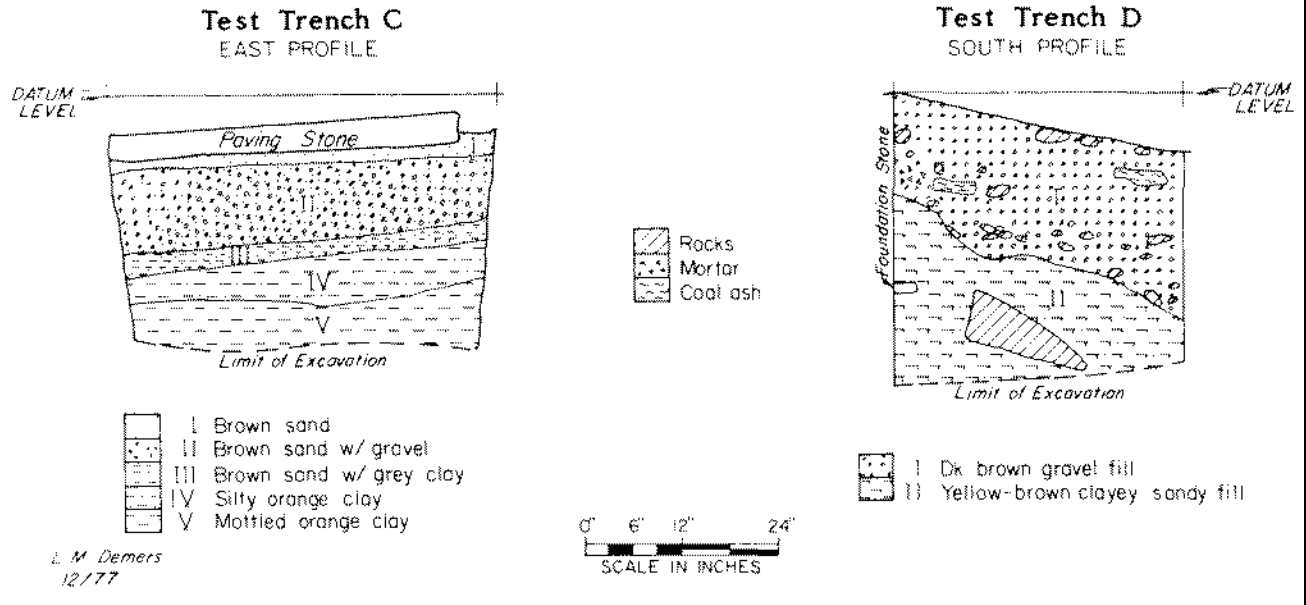 Test Trench C
EAST PROFILE
DATUM LEVEL
Paving Stone
I
II
III
IV
V
Limit of Excavation
I Brown sand
II Brown sand w/ gravel
III Brown sand w/ grey clay
IV Silty orange clay
V Mottled orange clay
L M Demers
12/77
Rocks
Mortar
Coal ash
0" 6" 12" 24"
SCALE IN INCHES
Test Trench D
SOUTH PROFILE
DATUM LEVEL
Foundation Stone
I
II
Limit of Excavation
I Dk brown gravel fill
II Yellow-brown clayey sandy fill